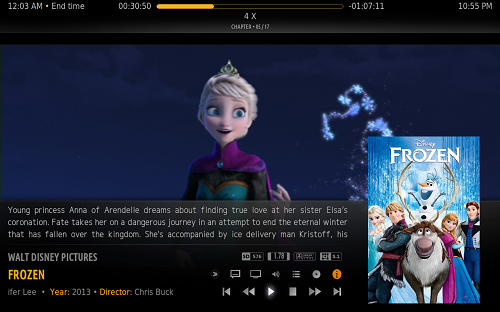 12:03 AM • End time 00:30:50 -01:07:11 10:55 PM
4 X
CHAPTER • 05 / 17
Young princess Anna of Arendelle dreams about finding true love at her sister Elsa's
coronation. Fate takes her on a dangerous journey in an attempt to end the eternal winter
that has fallen over the kingdom. She's accompanied by ice delivery man Kristoff, his
WALT DISNEY PICTURES
576 1.78 5.1
FROZEN
ifer Lee • Year: 2013 • Director: Chris Buck
Disney
FROZEN